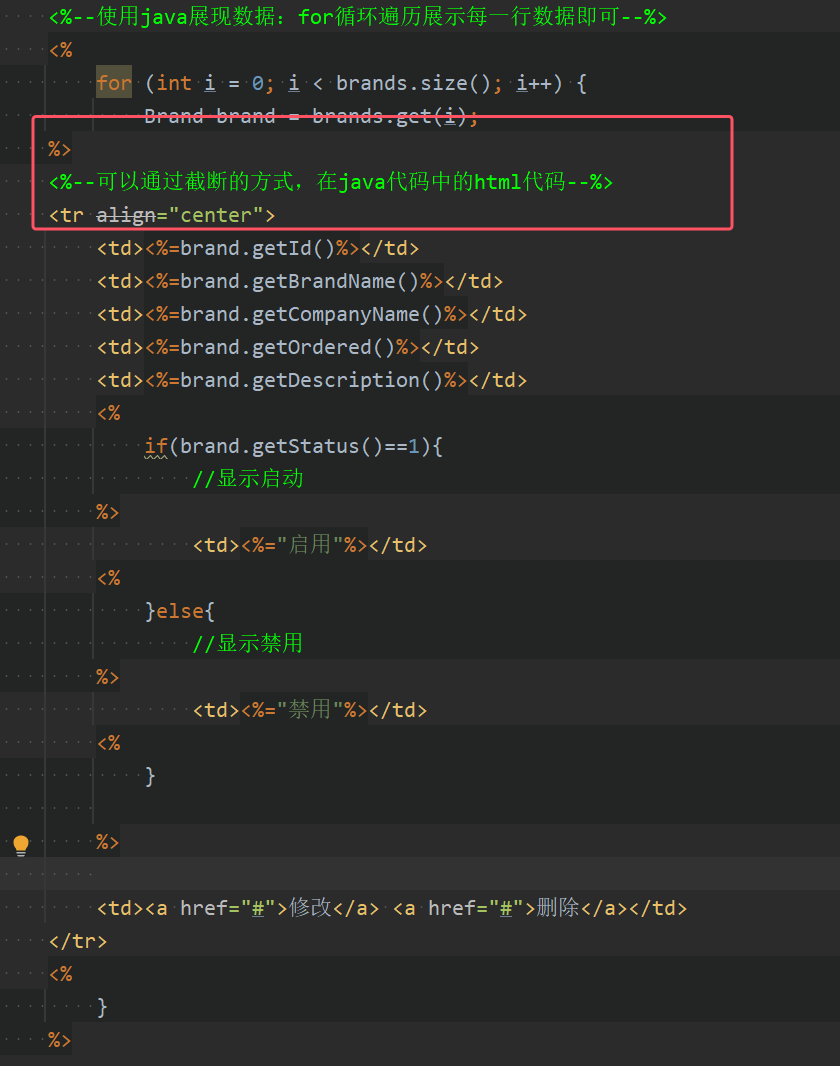 <%--使用java展现数据：for循环遍历展示每一行数据即可--%>
<%
for (int i = 0; i < brands.size(); i++) {
Brand brand = brands.get(i);
%>
<%--可以通过截断的方式，在java代码中的html代码--%>
<tr align="center">
<td><%=brand.getId()%></td>
<td><%=brand.getBrandName()%></td>
<td><%=brand.getCompanyName()%></td>
<td><%=brand.getOrdered()%></td>
<td><%=brand.getDescription()%></td>
<%
if(brand.getStatus()==1){
//显示启动
%>
<td><%="启用"%></td>
<%
}else{
//显示禁用
%>
<td><%="禁用"%></td>
<%
}
%>
<td><a href="#">修改</a> <a href="#">删除</a></td>
</tr>
<%
}
%>